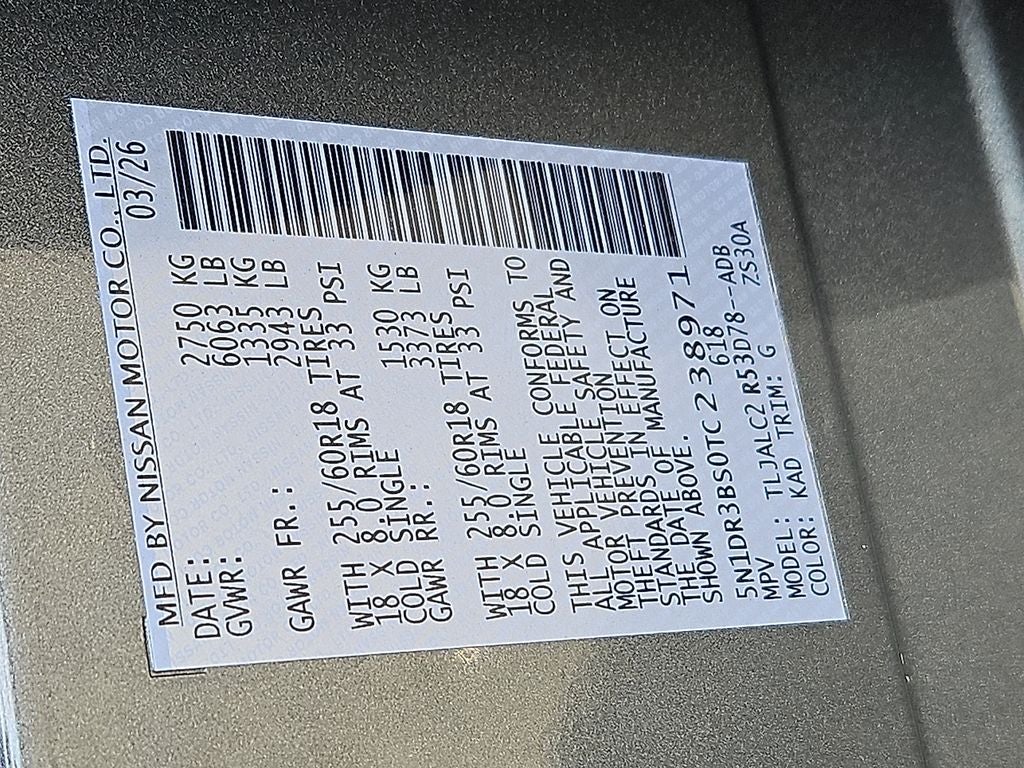 MFD BY NISSAN MOTOR CO., LTD.
DATE: 03/26
GVWR: 2750 KG
6063 LB
GAWR FR.: 1335 KG
2943 LB
WITH 255/60R18 TIRES
18 X 8.0 RIMS AT 33 PSI
COLD SINGLE
GAWR RR.: 1530 KG
3373 LB
WITH 255/60R18 TIRES
18 X 8.0 RIMS AT 33 PSI
COLD SINGLE
THIS VEHICLE CONFORMS TO
ALL APPLICABLE FEDERAL
MOTOR VEHICLE SAFETY AND
THEFT PREVENTION
STANDARDS IN EFFECT ON
THE DATE OF MANUFACTURE
SHOWN ABOVE.
5N1DR3BS0TC238971
MPV 618
MODEL: TLJALC2 R53D78--ADB
COLOR: KAD TRIM: G ZS30A